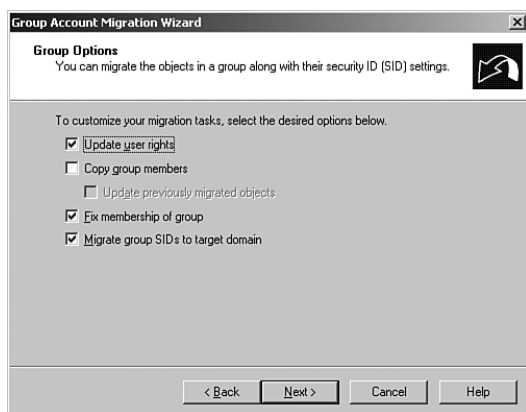 Group Account Migration Wizard
Group Options
You can migrate the objects in a group along with their security ID (SID) settings.
To customize your migration tasks, select the desired options below.
Update user rights
Copy group members
Update previously migrated objects
Fix membership of group
Migrate group SIDs to target domain
< Back
Next >
Cancel
Help